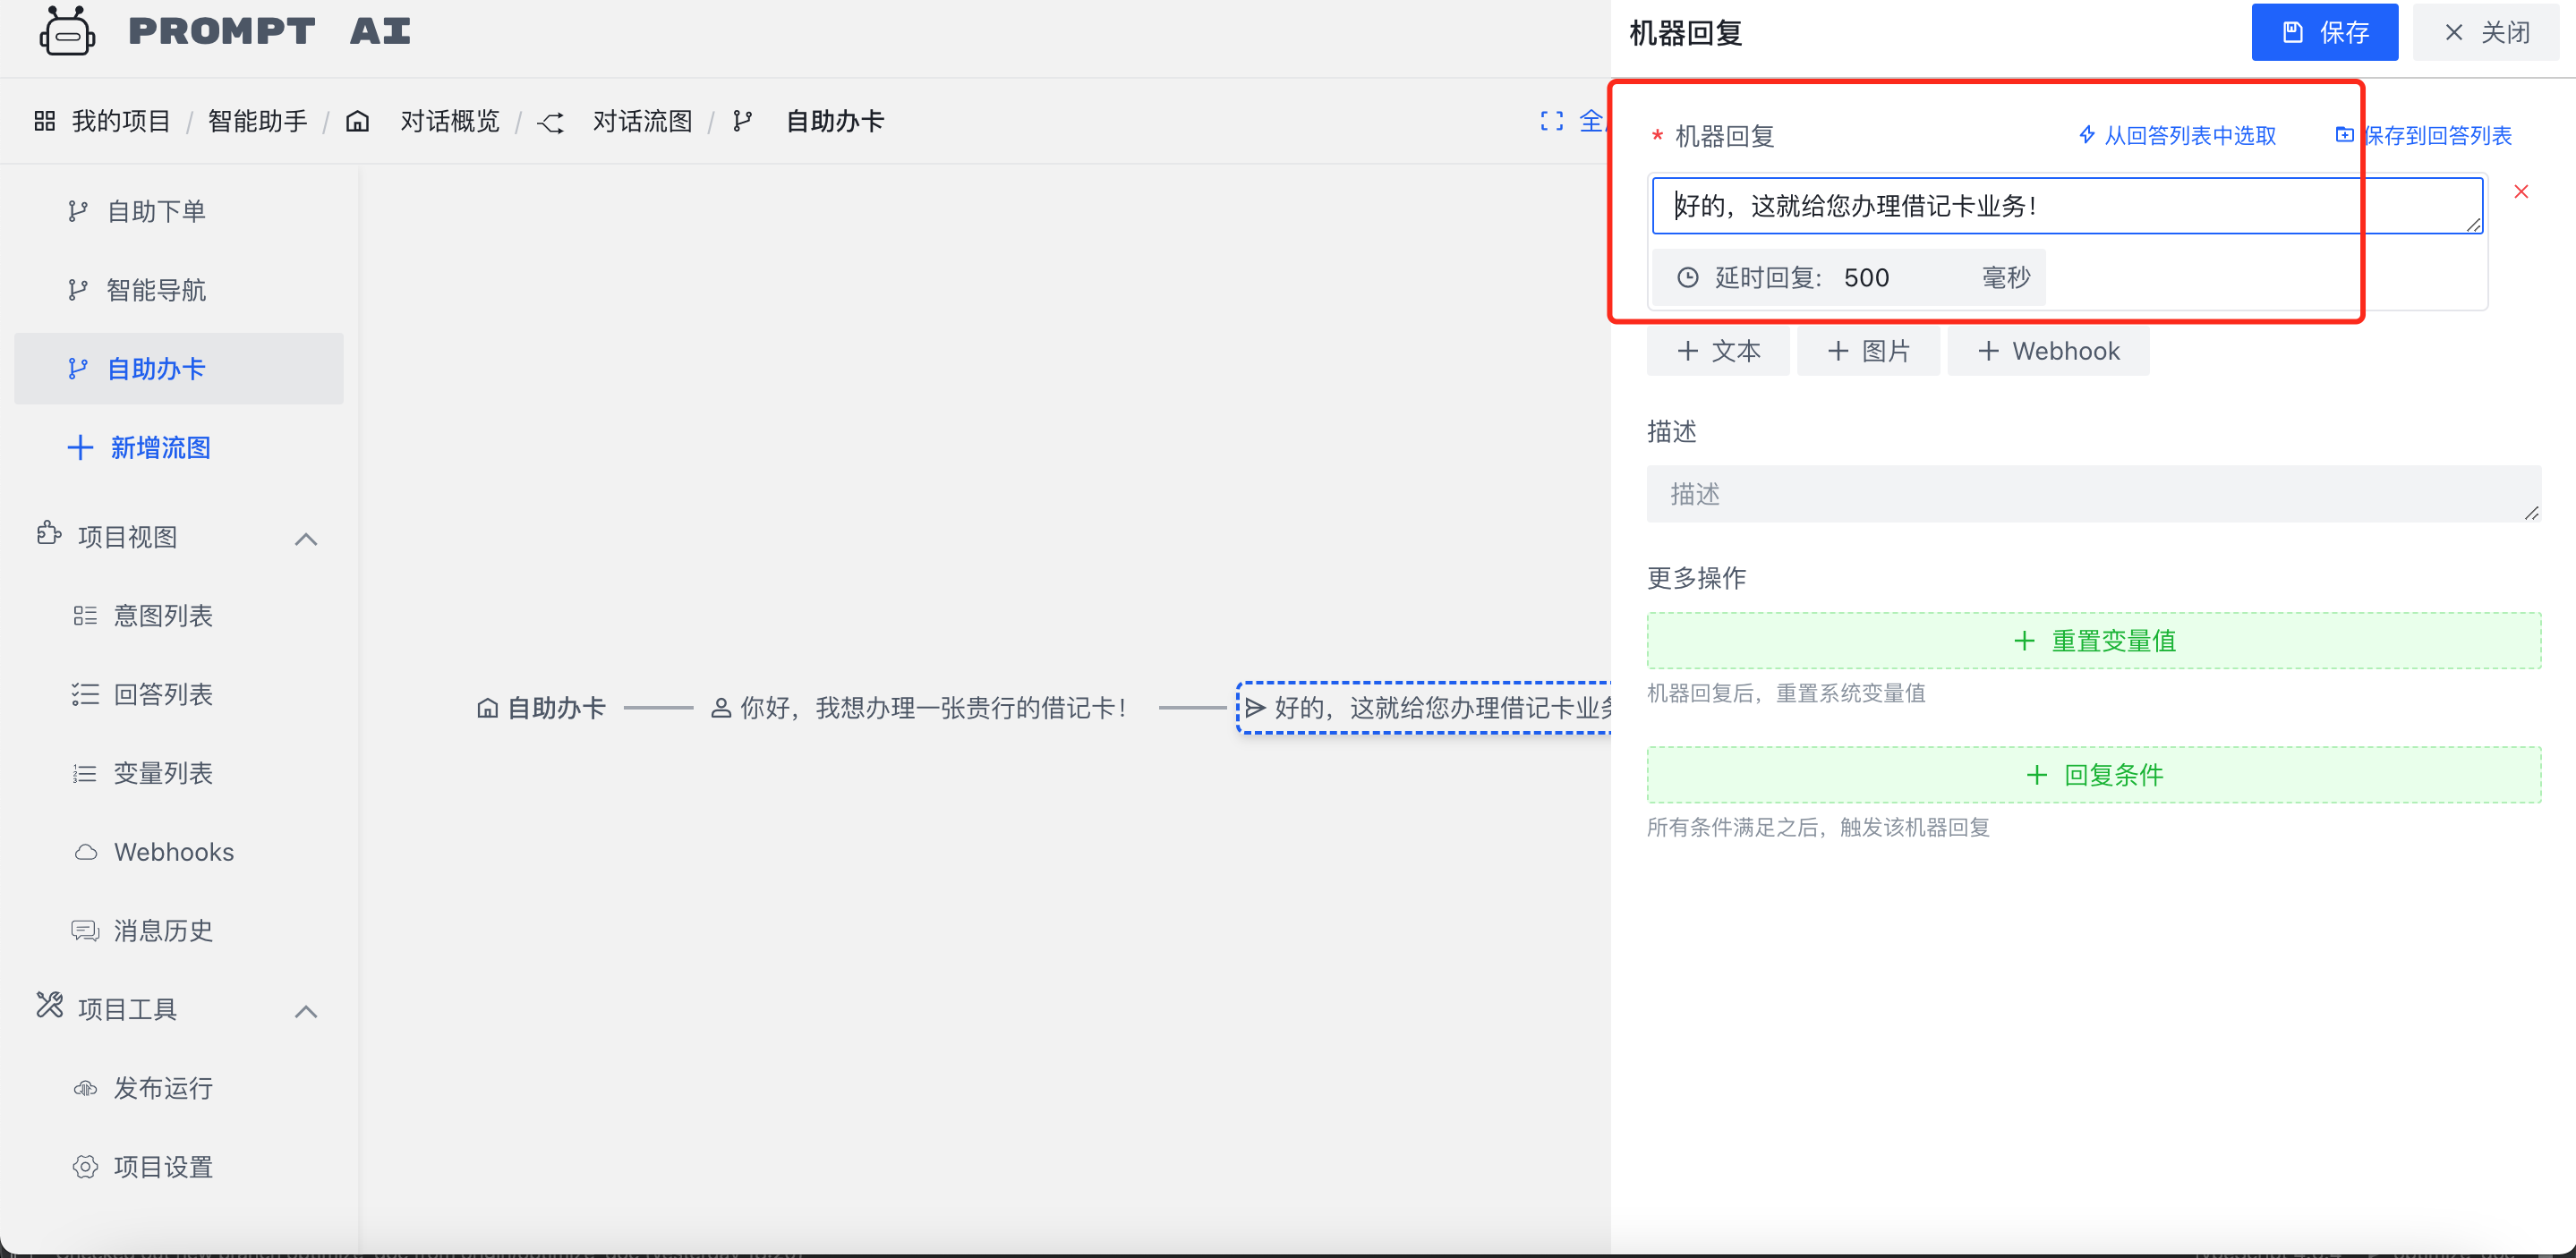 PROMPT AI
机器回复
保存
关闭
我的项目 / 智能助手 / 对话概览 / 对话流图 / 自助办卡
全
* 机器回复
从回答列表中选取
保存到回答列表
好的，这就给您办理借记卡业务！
延时回复: 500 毫秒
+ 文本
+ 图片
+ Webhook
描述
描述
更多操作
+ 重置变量值
机器回复后，重置系统变量值
+ 回复条件
所有条件满足之后，触发该机器回复
自助下单
智能导航
自助办卡
+ 新增流图
项目视图
意图列表
回答列表
变量列表
Webhooks
消息历史
项目工具
发布运行
项目设置
自助办卡
你好，我想办理一张贵行的借记卡！
好的，这就给您办理借记卡业务